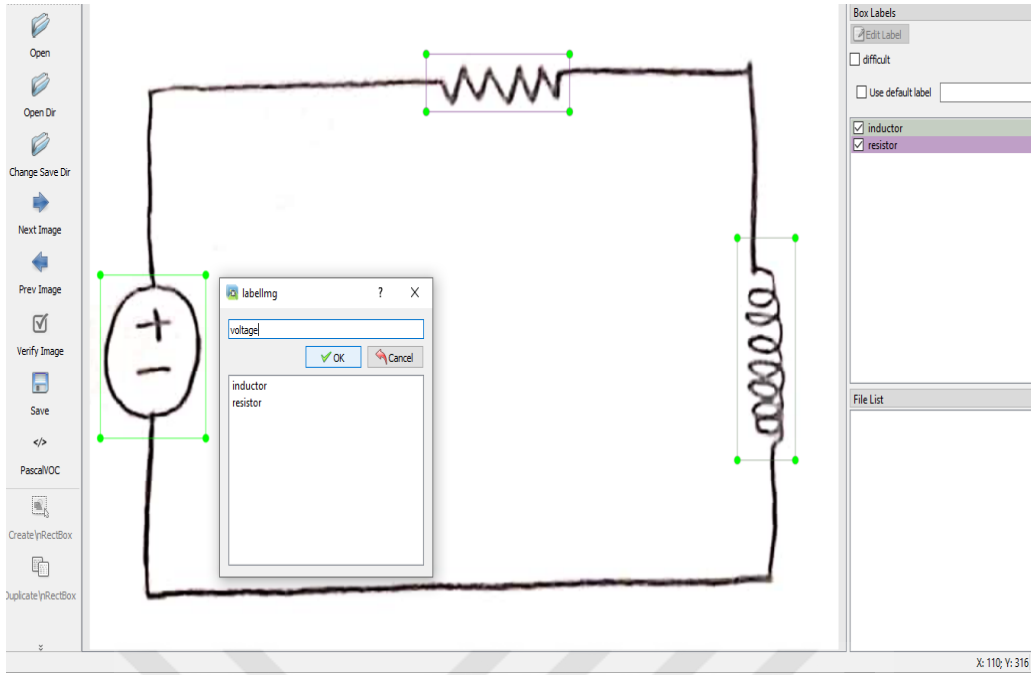 Open
Open Dir
Change Save Dir
Next Image
Prev Image
Verify Image
Save
</>
PascalVOC
Create\nRectBox
Duplicate\nRectBox
+
−
labelImg ? X
voltage
OK Cancel
inductor
resistor
Box Labels
Edit Label
difficult
Use default label
inductor
resistor
File List
X: 110; Y: 316